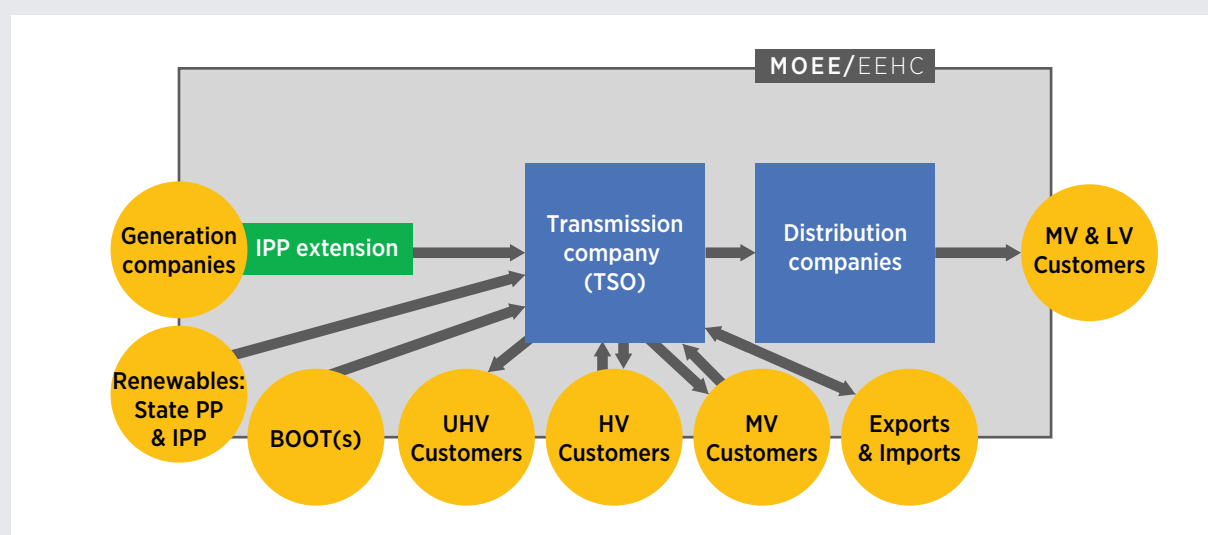 MOEE/EEHC
Generation
companies
IPP extension
Transmission
company
(TSO)
Distribution
companies
MV & LV
Customers
Renewables:
State PP
& IPP
BOOT(s)
UHV
Customers
HV
Customers
MV
Customers
Exports
& Imports